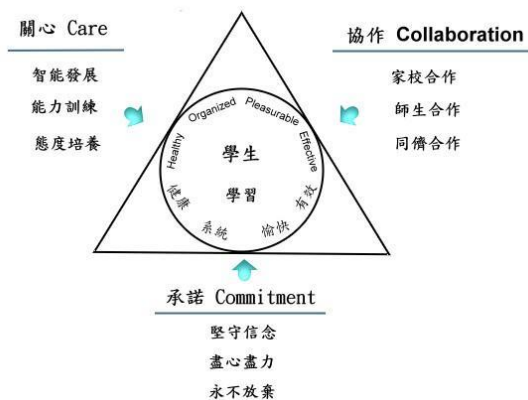 關心 Care
智能發展
能力訓練
態度培養
協作 Collaboration
家校合作
師生合作
同儕合作
Healthy Organized Pleasurable Effective
學生
學習
健康 系統 愉快 有效
承諾 Commitment
堅守信念
盡心盡力
永不放棄